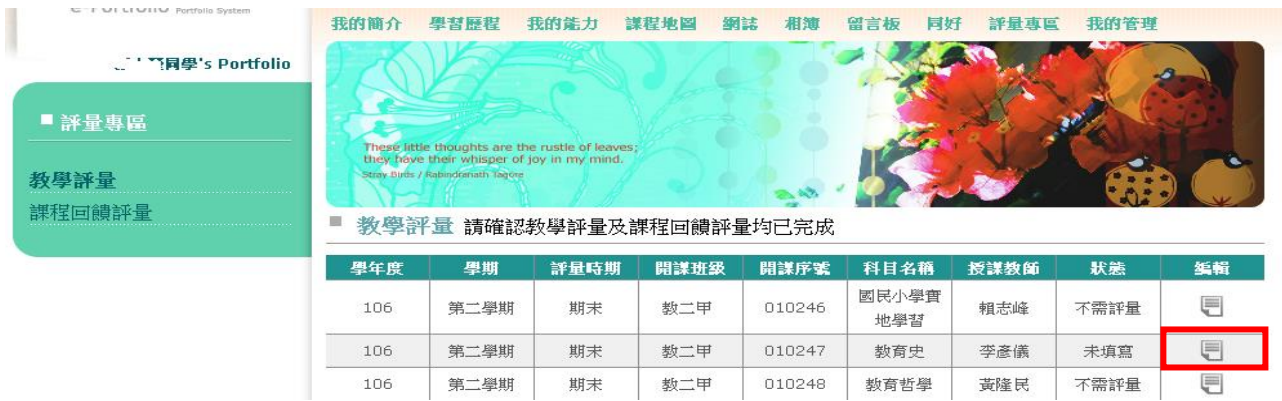 e-Portfolio Portfolio System
我的簡介 學習歷程 我的能力 課程地圖 網誌 相簿 留言板 同好 評量專區 我的管理
同學's Portfolio
評量專區
教學評量
課程回饋評量
These little thoughts are the rustle of leaves;
they have their whisper of joy in my mind.
Stray Birds / Rabindranath Tagore
教學評量 請確認教學評量及課程回饋評量均已完成
學年度 學期 評量時期 開課班級 開課序號 科目名稱 授課教師 狀態 編輯
106 第二學期 期末 教二甲 010246 國民小學實地學習 賴志峰 不需評量
106 第二學期 期末 教二甲 010247 教育史 李彥儀 未填寫
106 第二學期 期末 教二甲 010248 教育哲學 黃隆民 不需評量